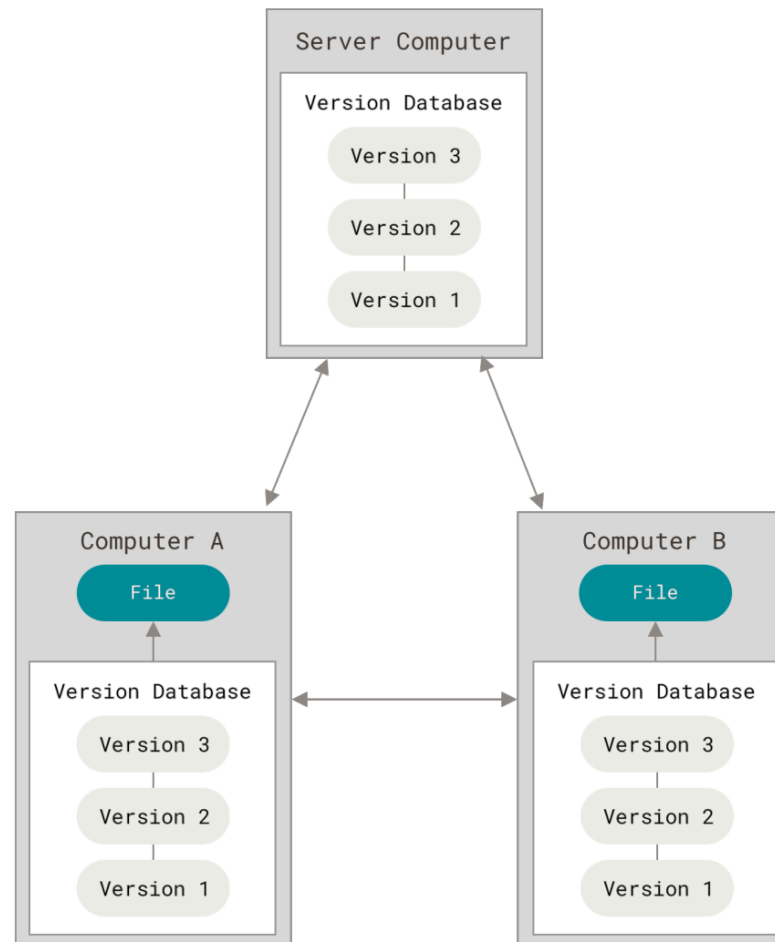 Server Computer
Version Database
Version 3
Version 2
Version 1
Computer A
File
Version Database
Version 3
Version 2
Version 1
Computer B
File
Version Database
Version 3
Version 2
Version 1